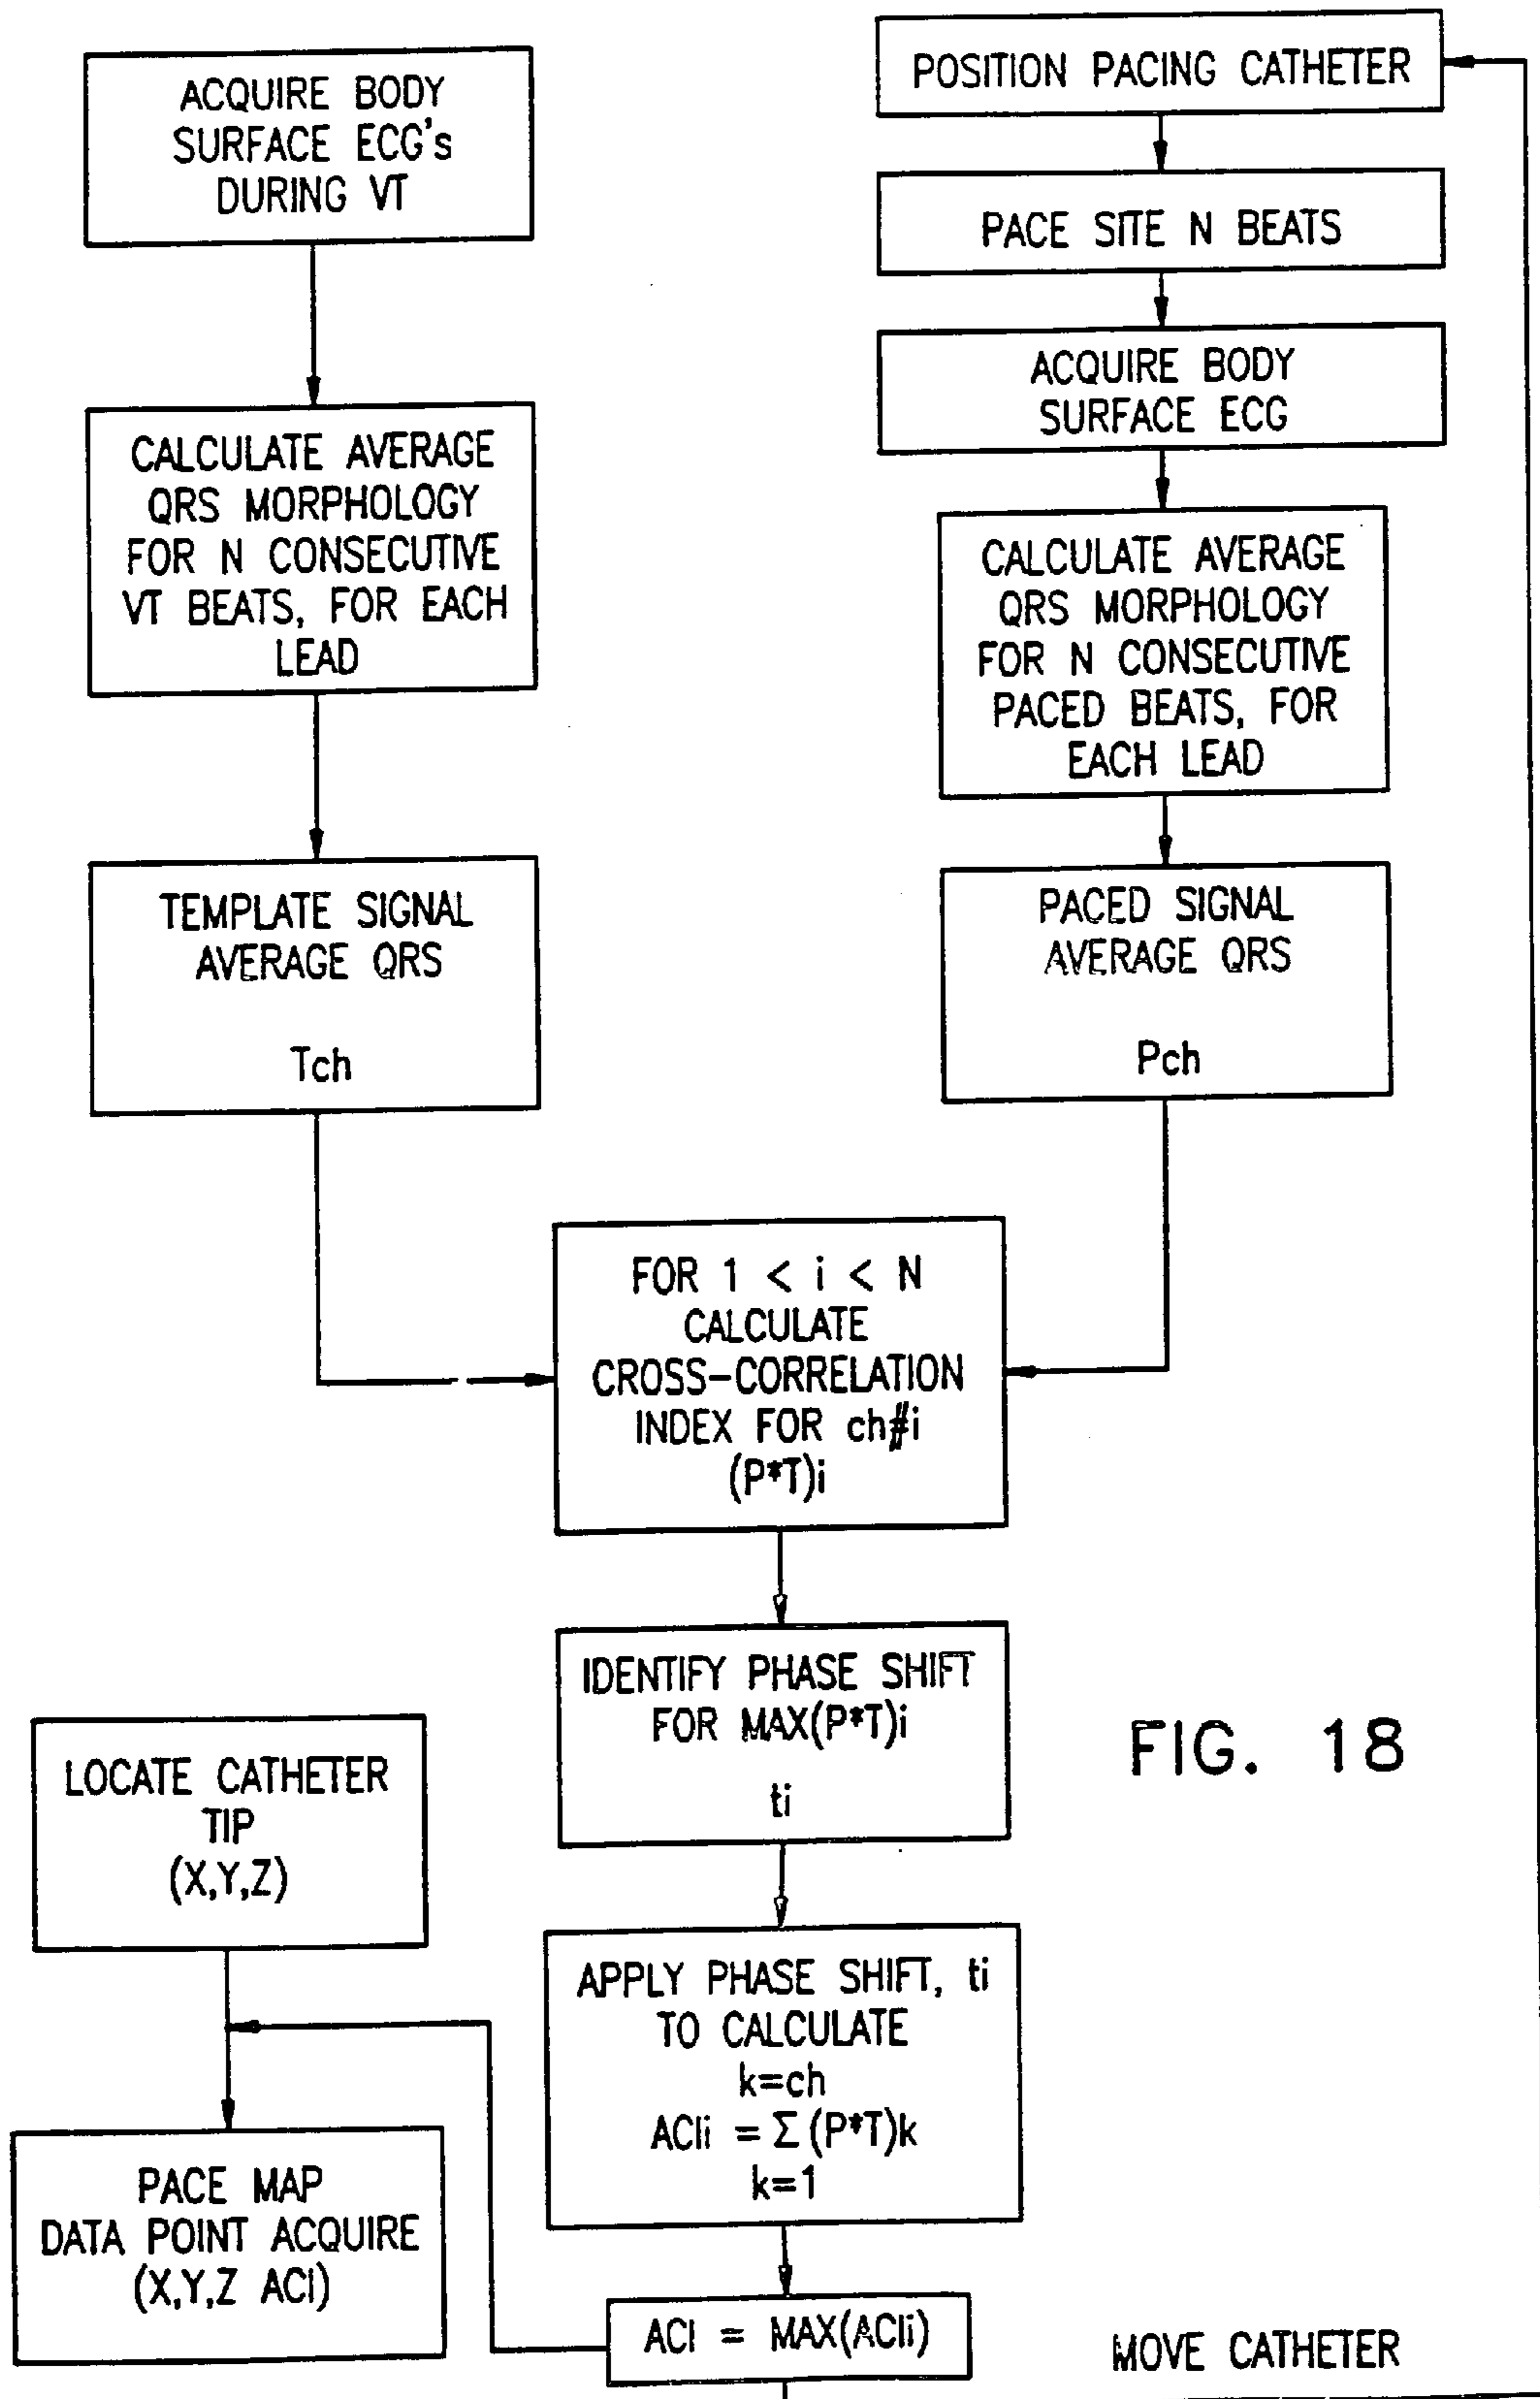 ACQUIRE BODY
SURFACE ECG's
DURING VT
CALCULATE AVERAGE
QRS MORPHOLOGY
FOR N CONSECUTIVE
VT BEATS, FOR EACH
LEAD
TEMPLATE SIGNAL
AVERAGE QRS
Tch
POSITION PACING CATHETER
PACE SITE N BEATS
ACQUIRE BODY
SURFACE ECG
CALCULATE AVERAGE
QRS MORPHOLOGY
FOR N CONSECUTIVE
PACED BEATS, FOR
EACH LEAD
PACED SIGNAL
AVERAGE QRS
Pch
FOR 1 < i < N
CALCULATE
CROSS-CORRELATION
INDEX FOR ch#i
(P*T)i
IDENTIFY PHASE SHIFT
FOR MAX(P*T)i
ti
APPLY PHASE SHIFT, ti
TO CALCULATE
k=ch
ACIi = Σ (P*T)k
k=1
ACI = MAX(ACIi)
LOCATE CATHETER
TIP
(X,Y,Z)
PACE MAP
DATA POINT ACQUIRE
(X,Y,Z ACI)
FIG. 18
MOVE CATHETER